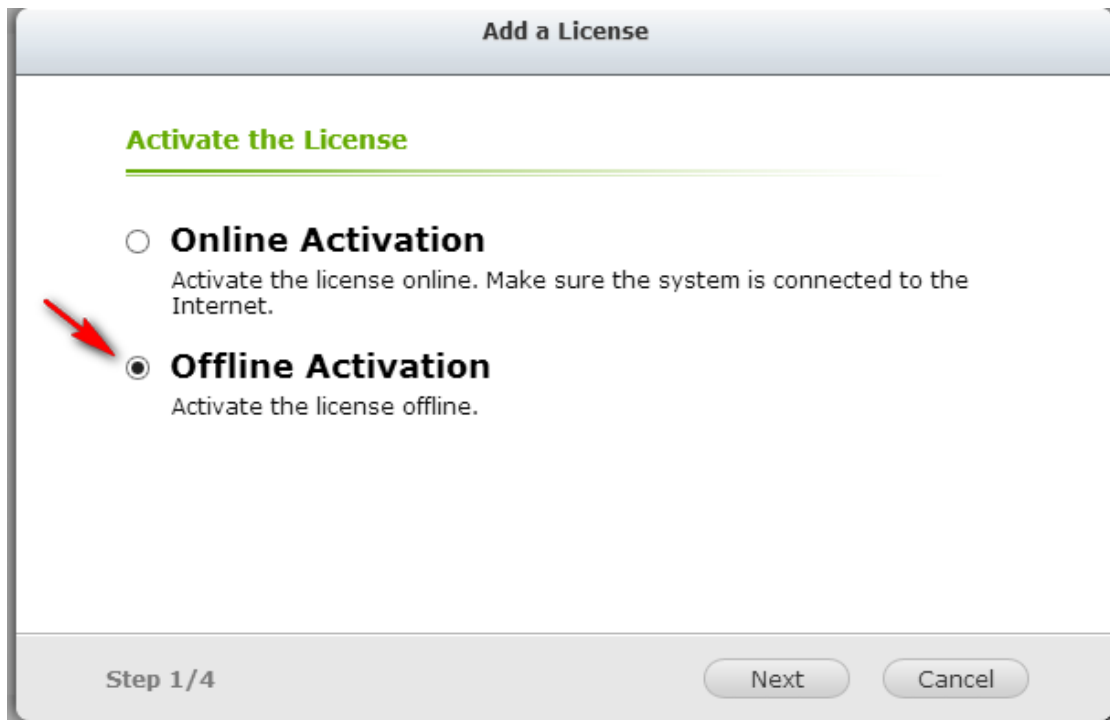 Add a License
Activate the License
Online Activation
Activate the license online. Make sure the system is connected to the
Internet.
Offline Activation
Activate the license offline.
Step 1/4
Next
Cancel